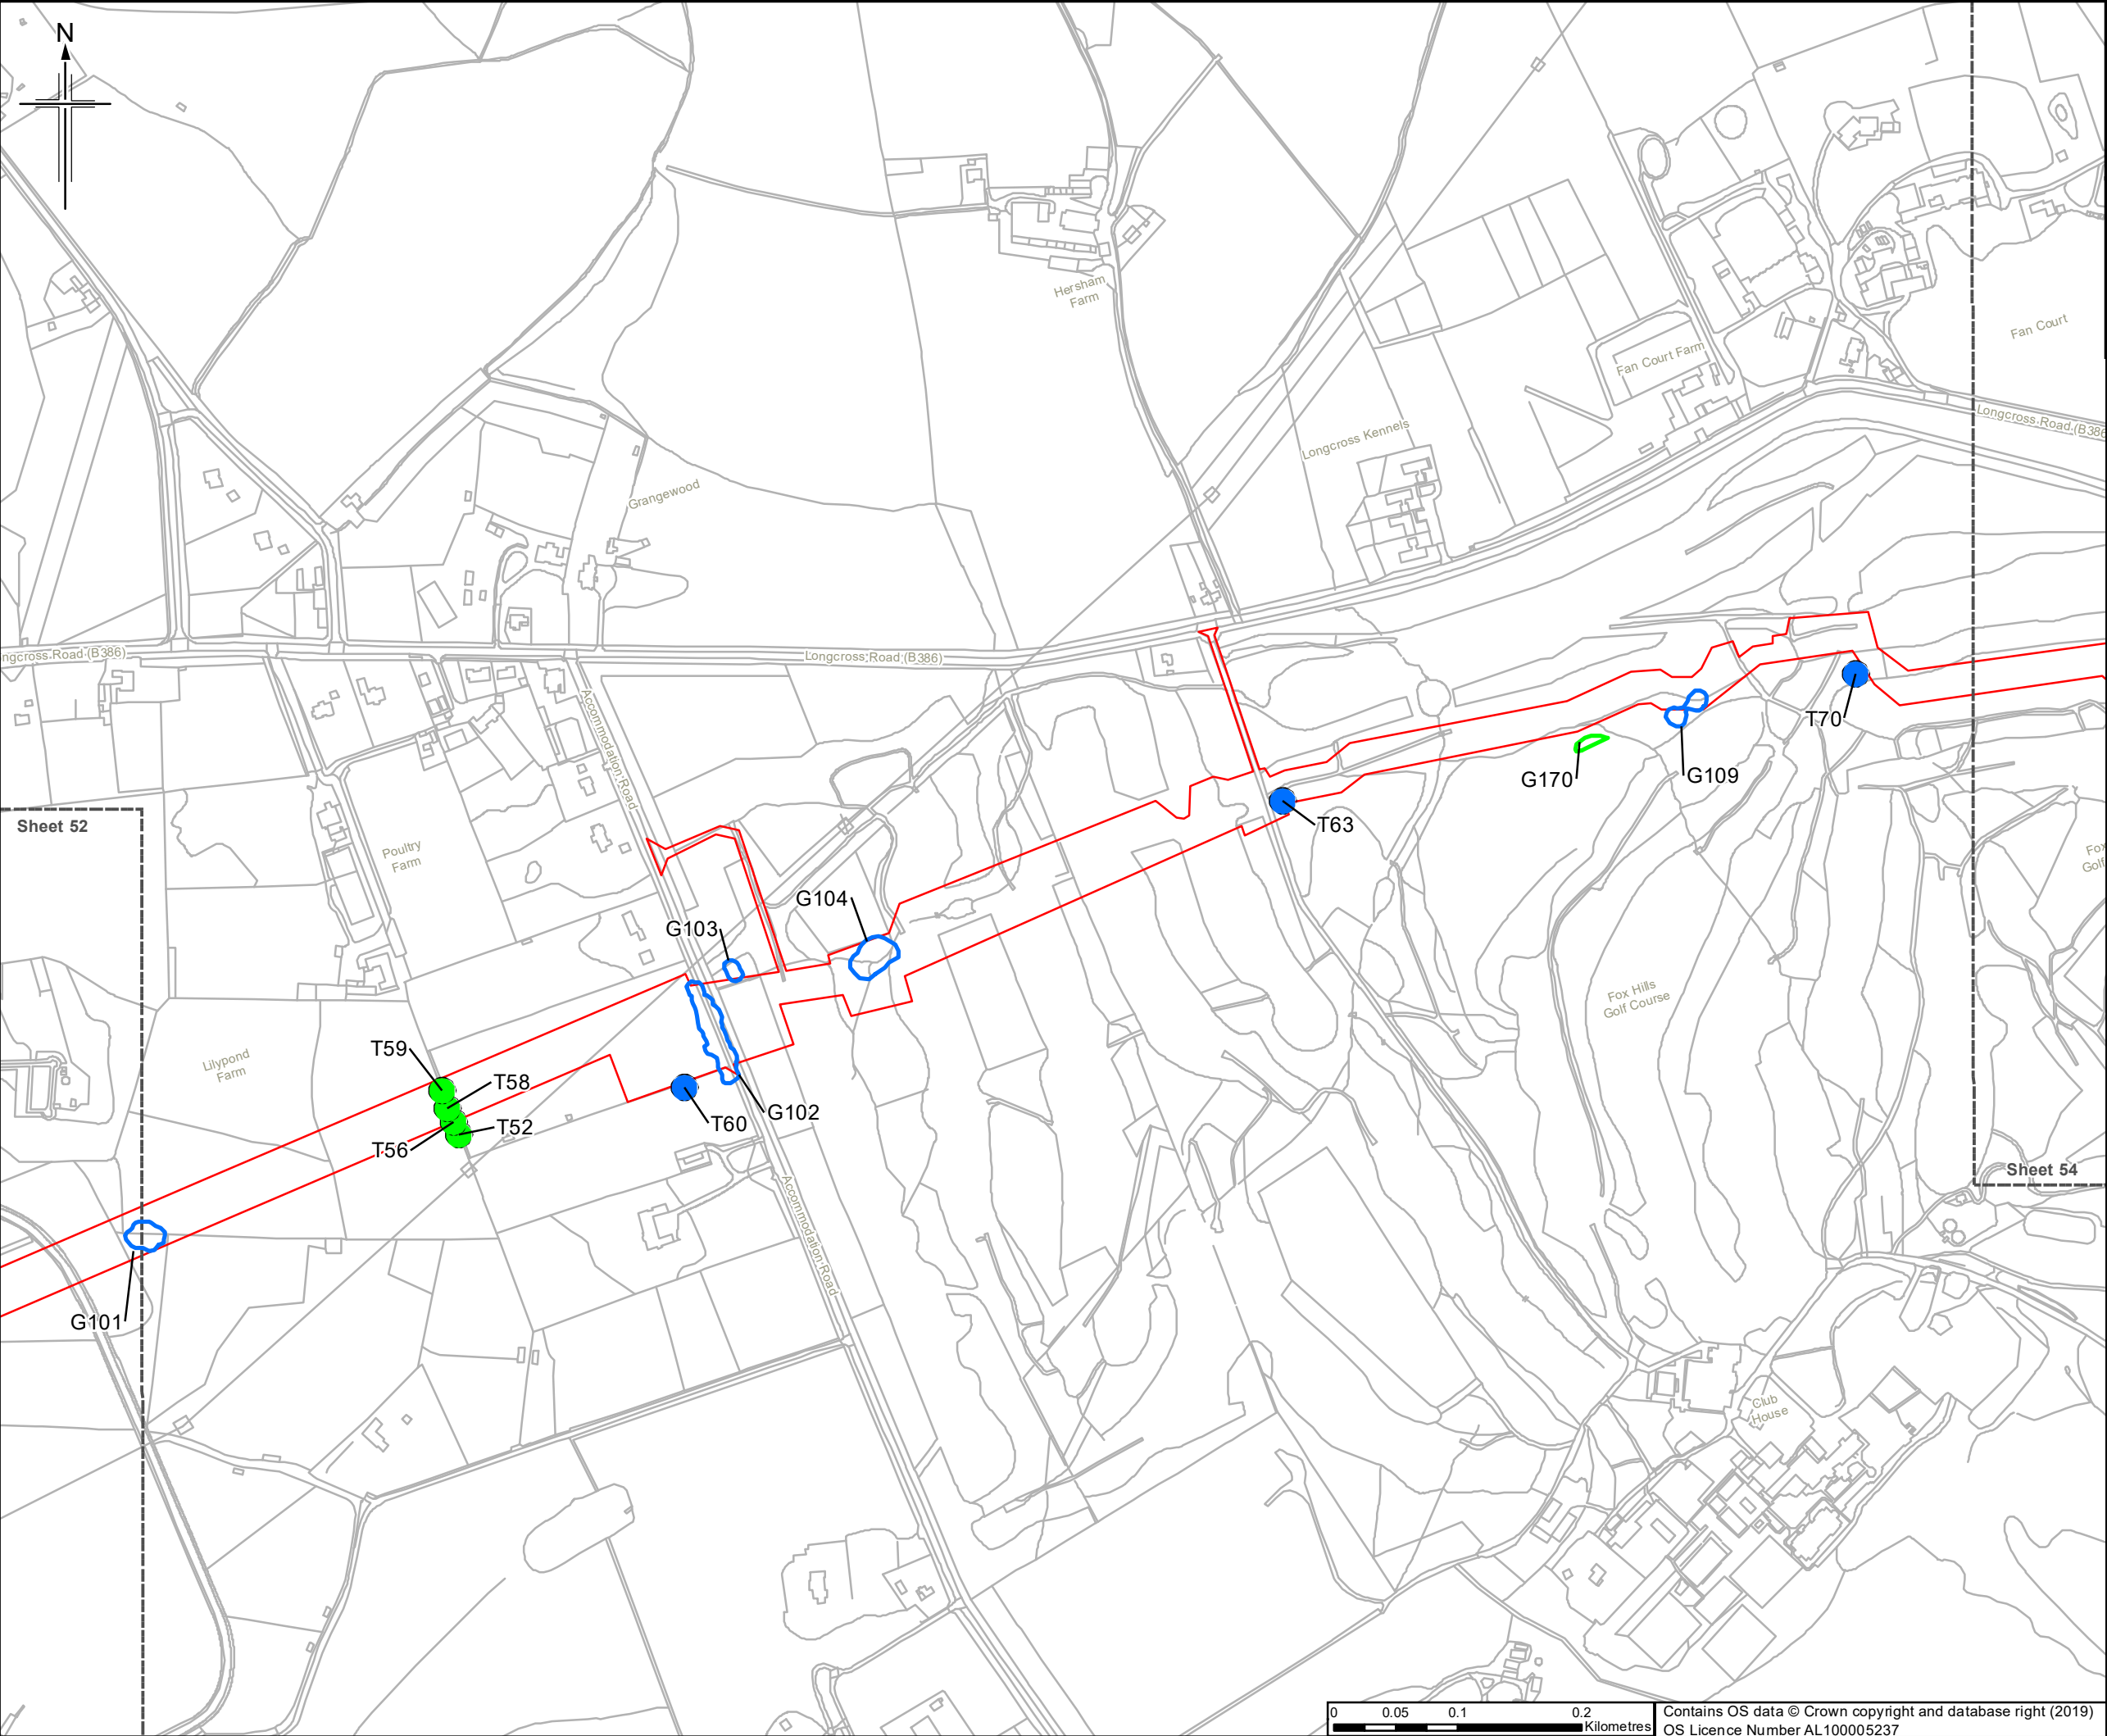 N
Hersham
Farm
Fan Court
Fan Court Farm
Longcross Road (B386
Longcross Kennels
Grangewood
ngcross Road (B386)
Longcross Road (B386)
Accommodation Road
T70
G170
G109
Sheet 52
T63
Poultry
Farm
Fox
Golf
G104
G103
Fox Hills
Golf Course
T59
T58
Lilypond
Farm
G102
T60
T52
T56
Sheet 54
Accommodation Road
G101
Club
House
0 0.05 0.1 0.2
Kilometres
Contains OS data © Crown copyright and database right (2019)
OS Licence Number AL100005237